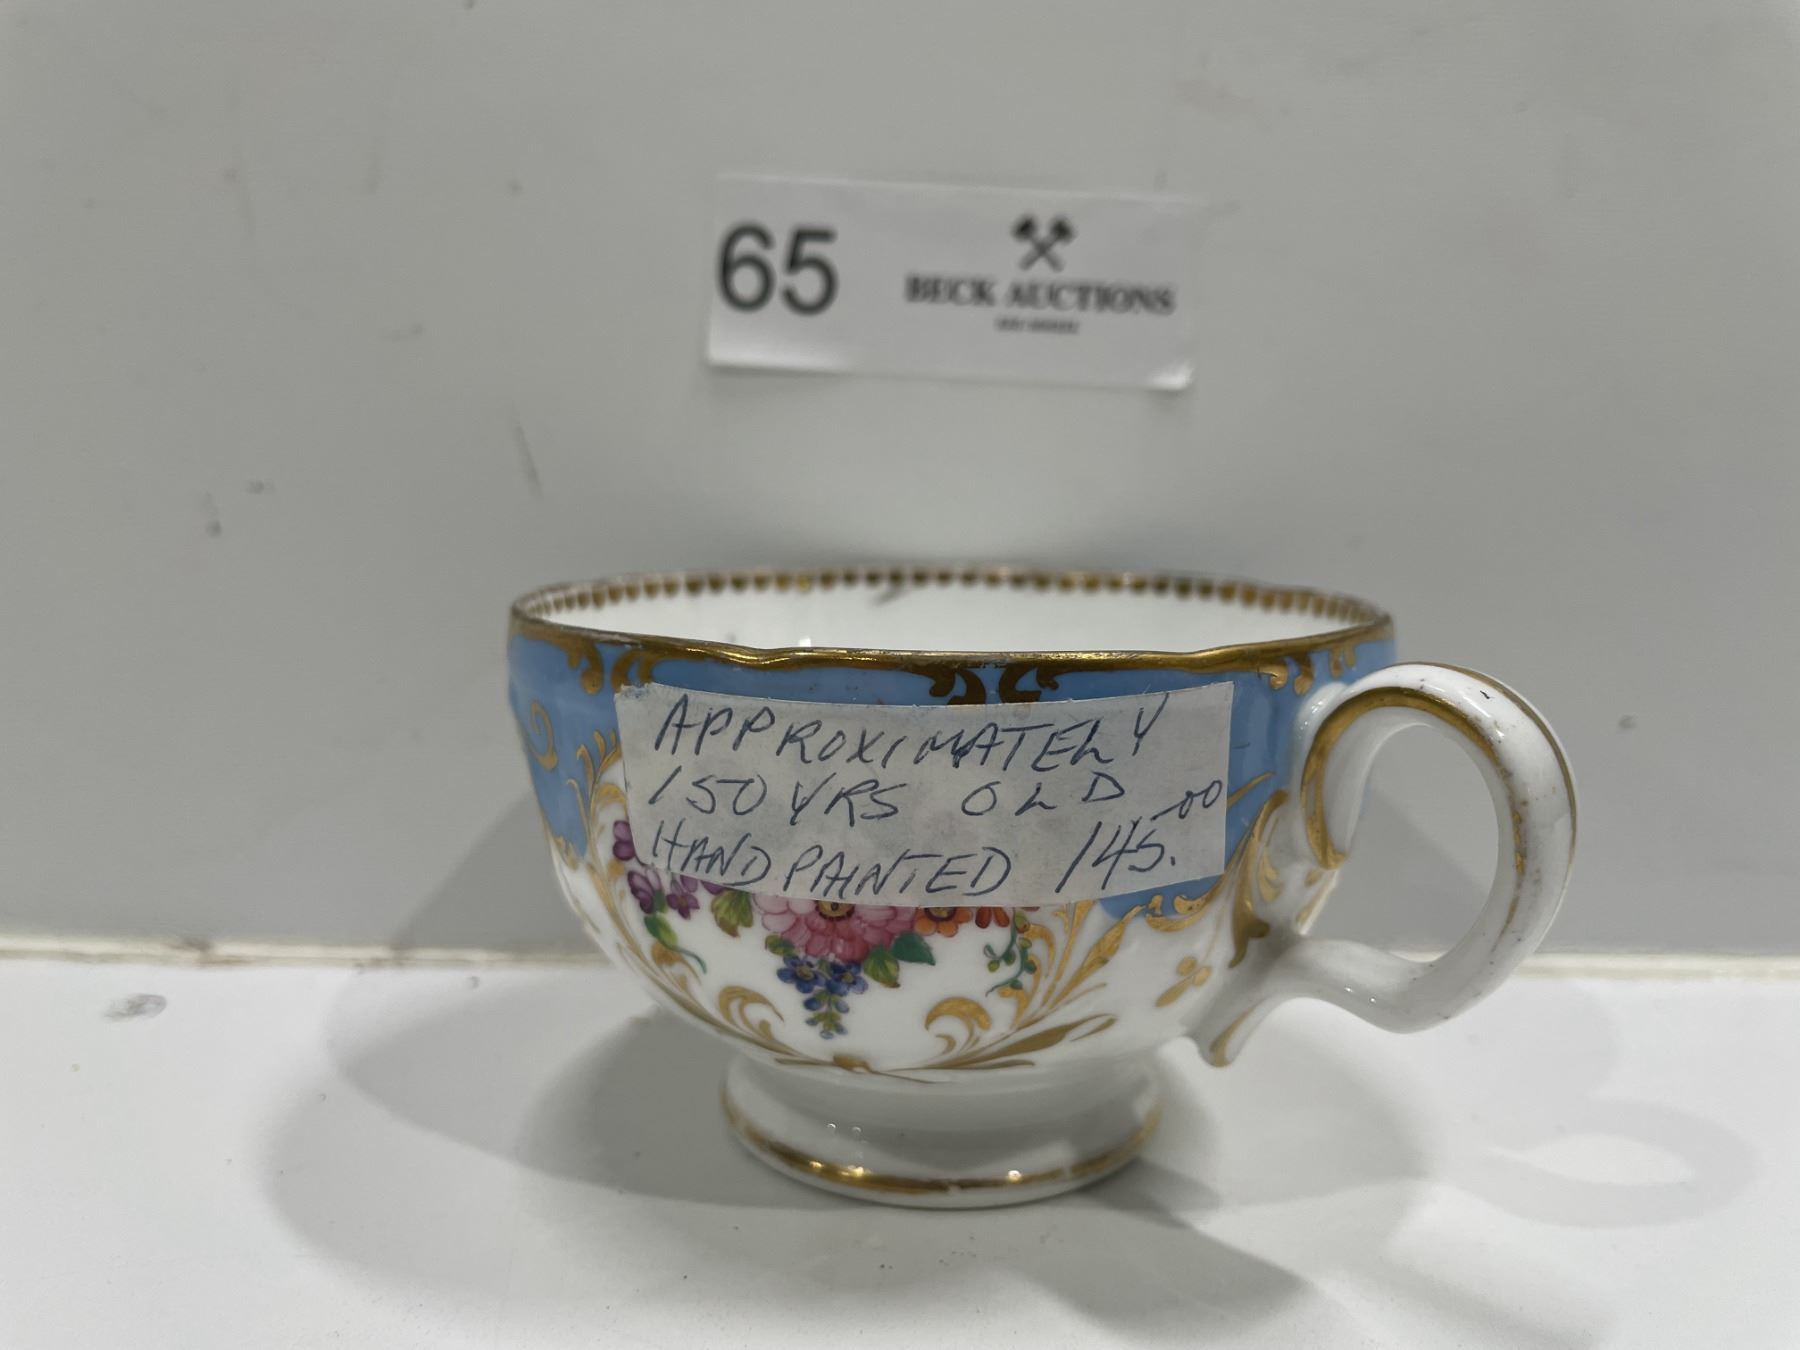 65
BECK AUCTIONS
APPROXIMATELY
150 YRS OLD
HAND PAINTED 145.00